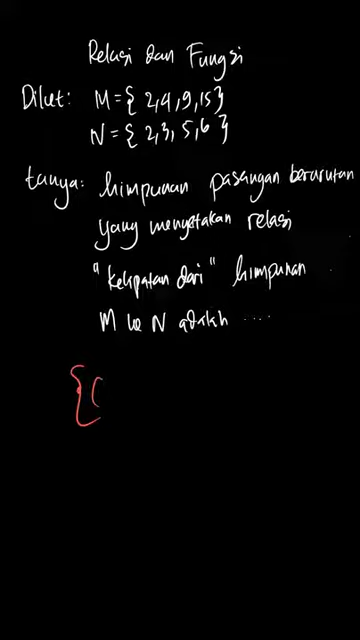 Relasi dan Fungsi
Diket: M = { 2,4,9,15 }
N = { 2,3,5,6 }
tanya: himpunan pasangan berurutan
yang menyatakan relasi
"kelipatan dari" himpunan
M ke N adalah ....
{(